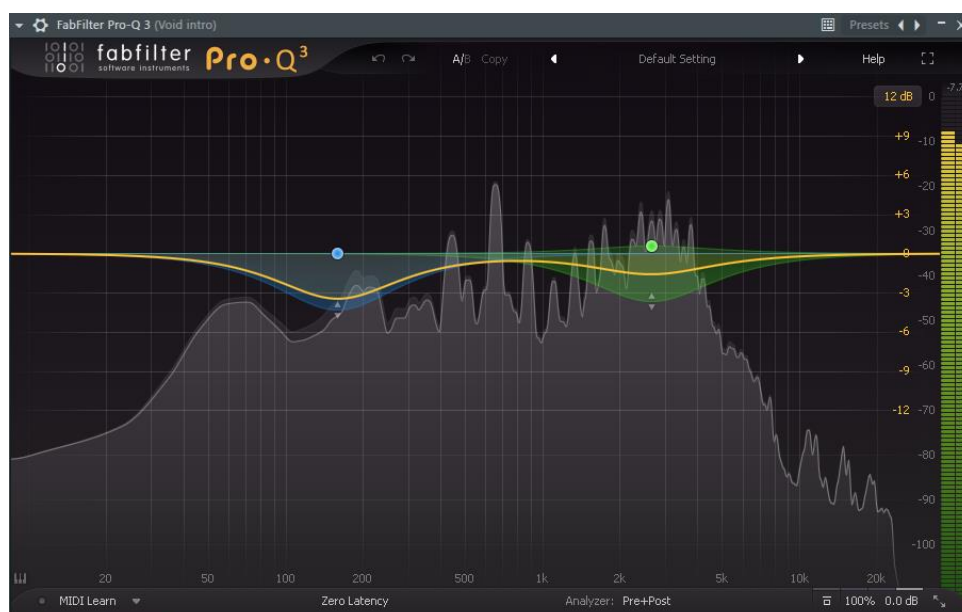 FabFilter Pro-Q 3 (Void intro) Presets
fabfilter Pro·Q³
software instruments
A/B Copy Default Setting Help
12 dB 0 -7.7
+9 -10
+6 -20
+3 -30
0 -40
-3 -50
-6 -60
-9 -70
-12 -80
-90
-100
20 50 100 200 500 1k 2k 5k 10k 20k
MIDI Learn Zero Latency Analyzer: Pre+Post 100% 0.0 dB